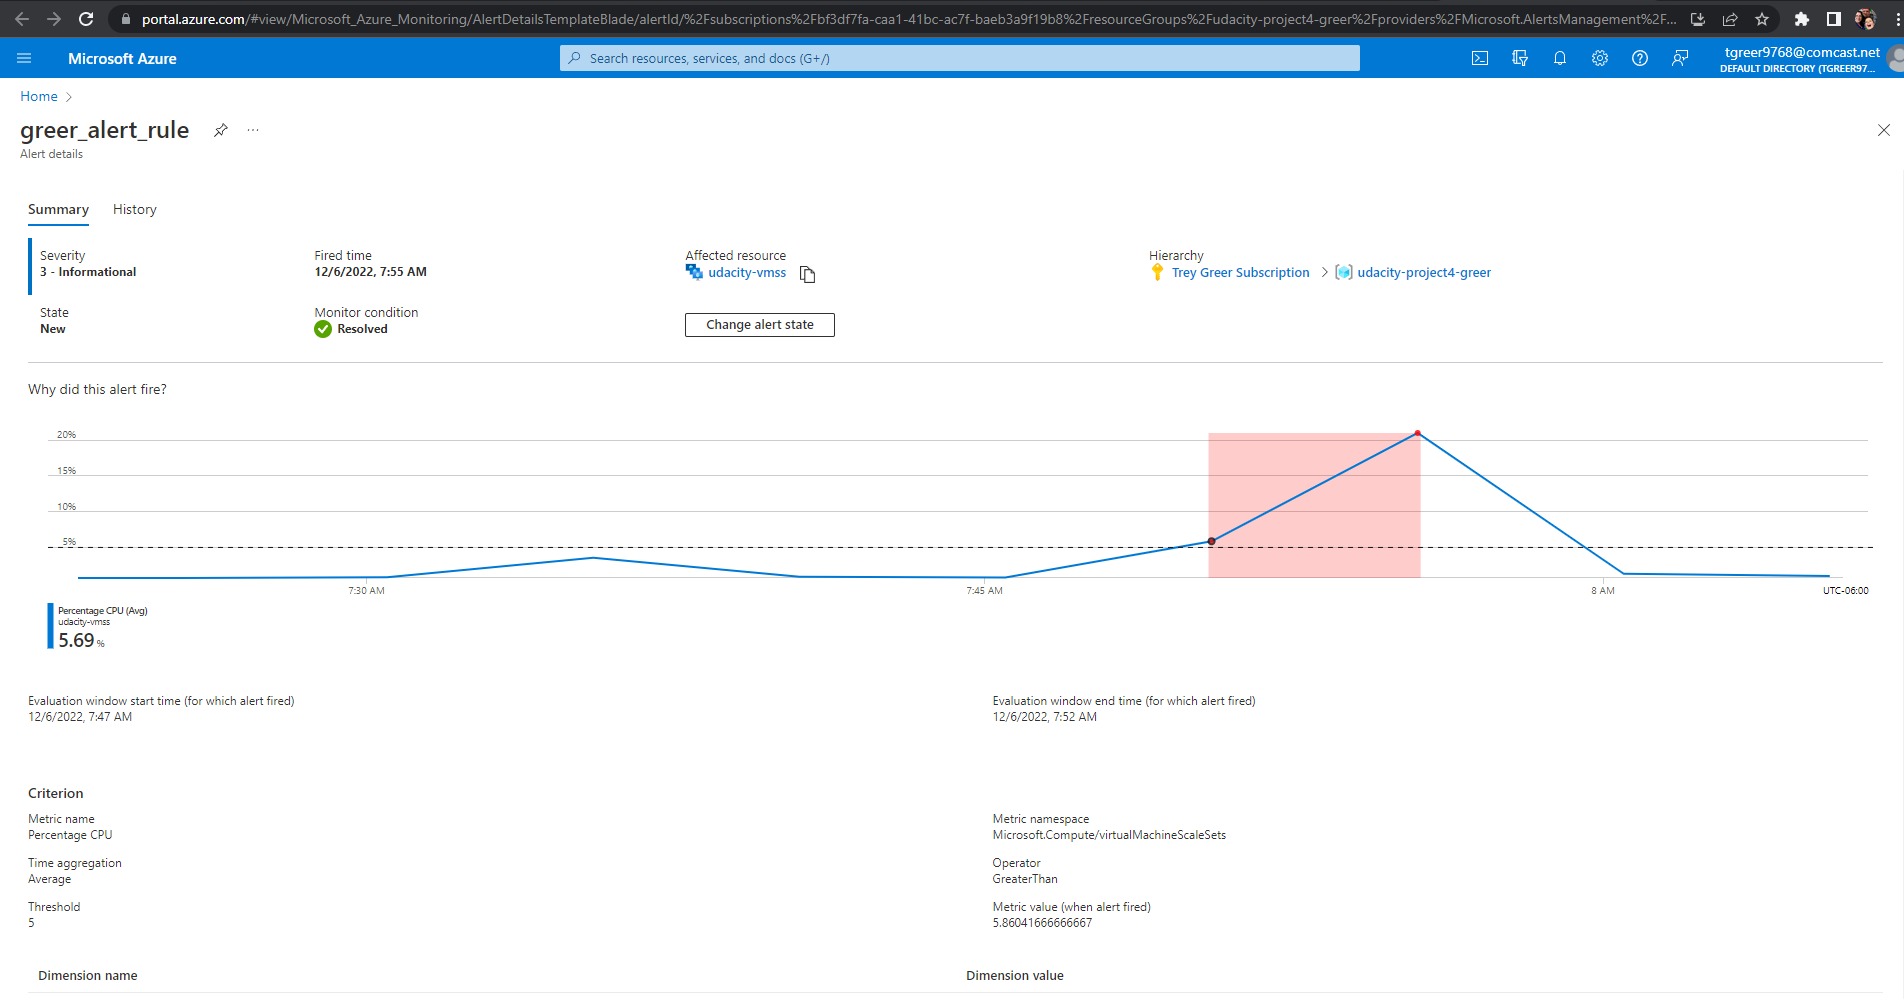 portal.azure.com/#view/Microsoft_Azure_Monitoring/AlertDetailsTemplateBlade/alertId/%2Fsubscriptions%2Fbf3df7fa-caa1-41bc-ac7f-baeb3a9f19b8%2FresourceGroups%2Fudacity-project4-greer%2Fproviders%2FMicrosoft.AlertsManagement%2F...
Microsoft Azure
Search resources, services, and docs (G+/)
tgreer9768@comcast.net
DEFAULT DIRECTORY (TGREER97...
Home
greer_alert_rule
...
Alert details
Summary History
Severity
3 - Informational
Fired time
12/6/2022, 7:55 AM
Affected resource
udacity-vmss
Hierarchy
Trey Greer Subscription > udacity-project4-greer
State
New
Monitor condition
Resolved
Change alert state
Why did this alert fire?
20%
15%
10%
5%
7:30 AM 7:45 AM 8 AM UTC-06:00
Percentage CPU (Avg)
udacity-vmss
5.69 %
Evaluation window start time (for which alert fired)
12/6/2022, 7:47 AM
Evaluation window end time (for which alert fired)
12/6/2022, 7:52 AM
Criterion
Metric name
Percentage CPU
Metric namespace
Microsoft.Compute/virtualMachineScaleSets
Time aggregation
Average
Operator
GreaterThan
Threshold
5
Metric value (when alert fired)
5.86041666666667
Dimension name Dimension value